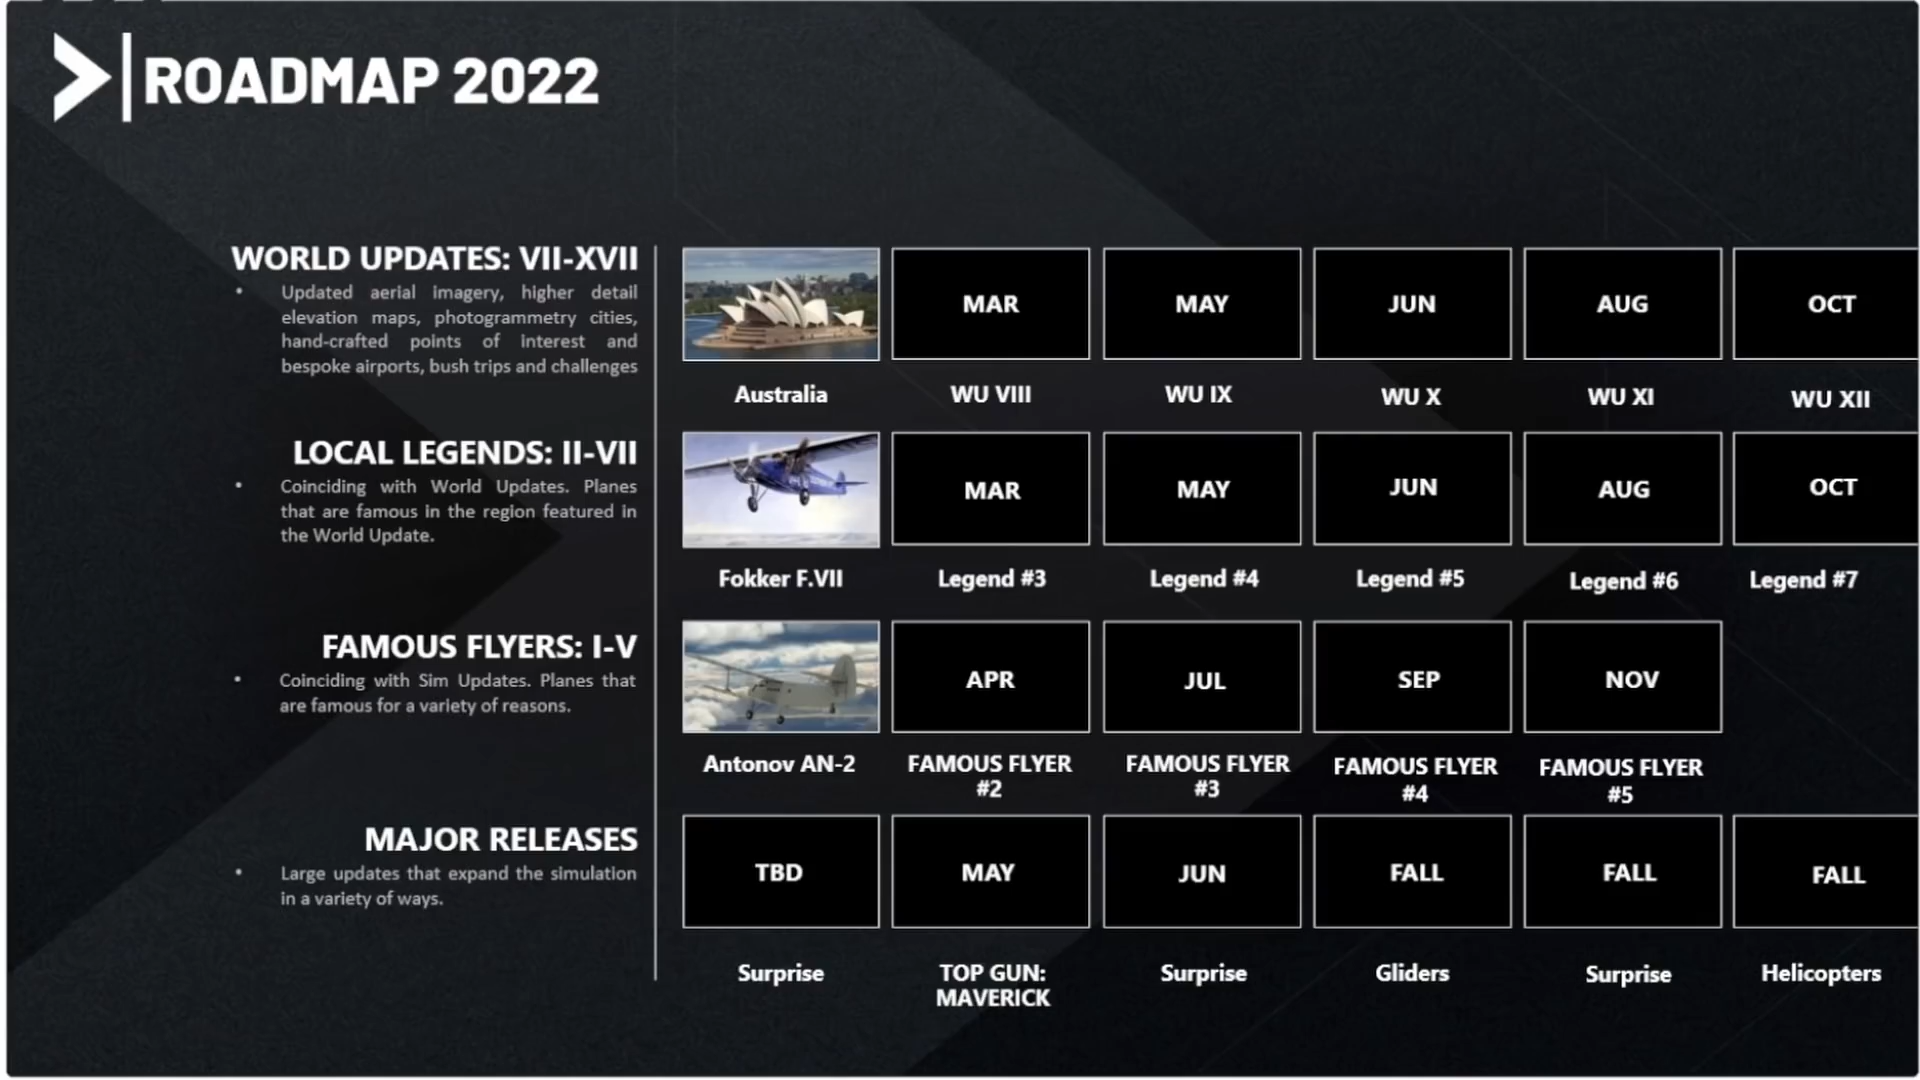 ROADMAP 2022
WORLD UPDATES: VII-XVII
• Updated aerial imagery, higher detail
elevation maps, photogrammetry cities,
hand-crafted points of interest and
bespoke airports, bush trips and challenges
MAR
MAY
JUN
AUG
OCT
Australia
WU VIII
WU IX
WU X
WU XI
WU XII
LOCAL LEGENDS: II-VII
• Coinciding with World Updates. Planes
that are famous in the region featured in
the World Update.
MAR
MAY
JUN
AUG
OCT
Fokker F.VII
Legend #3
Legend #4
Legend #5
Legend #6
Legend #7
FAMOUS FLYERS: I-V
• Coinciding with Sim Updates. Planes that
are famous for a variety of reasons.
APR
JUL
SEP
NOV
Antonov AN-2
FAMOUS FLYER
#2
FAMOUS FLYER
#3
FAMOUS FLYER
#4
FAMOUS FLYER
#5
MAJOR RELEASES
• Large updates that expand the simulation
in a variety of ways.
TBD
MAY
JUN
FALL
FALL
FALL
Surprise
TOP GUN:
MAVERICK
Surprise
Gliders
Surprise
Helicopters